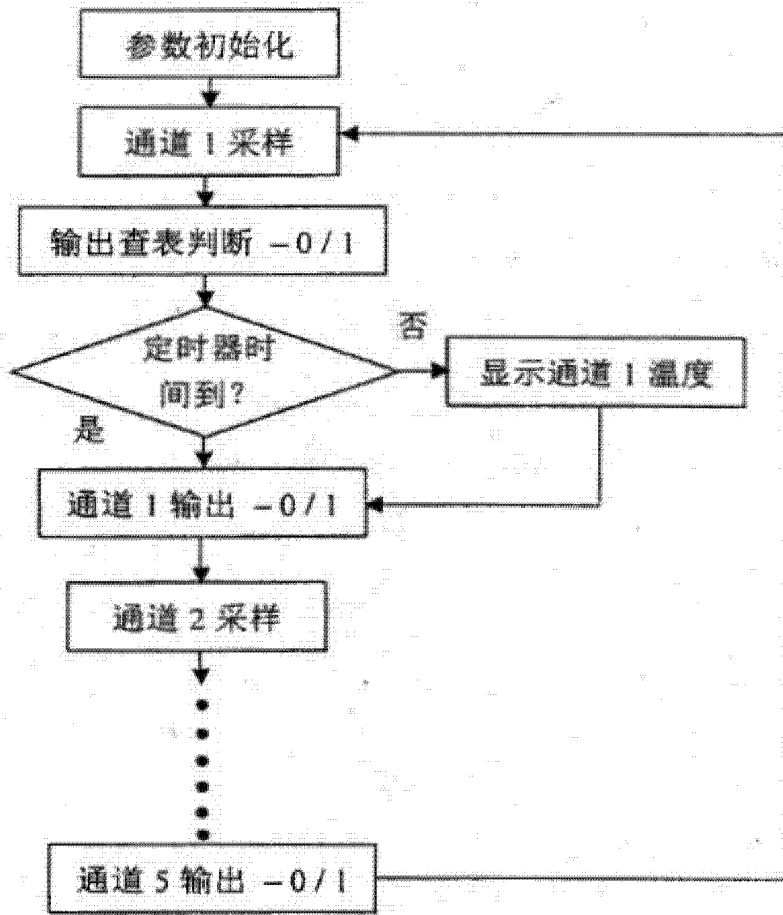 参数初始化
通道 1 采样
输出查表判断 –0/1
定时器时
间到?
否
显示通道 1 温度
是
通道 1 输出 –0/1
通道 2 采样
通道 5 输出 –0/1